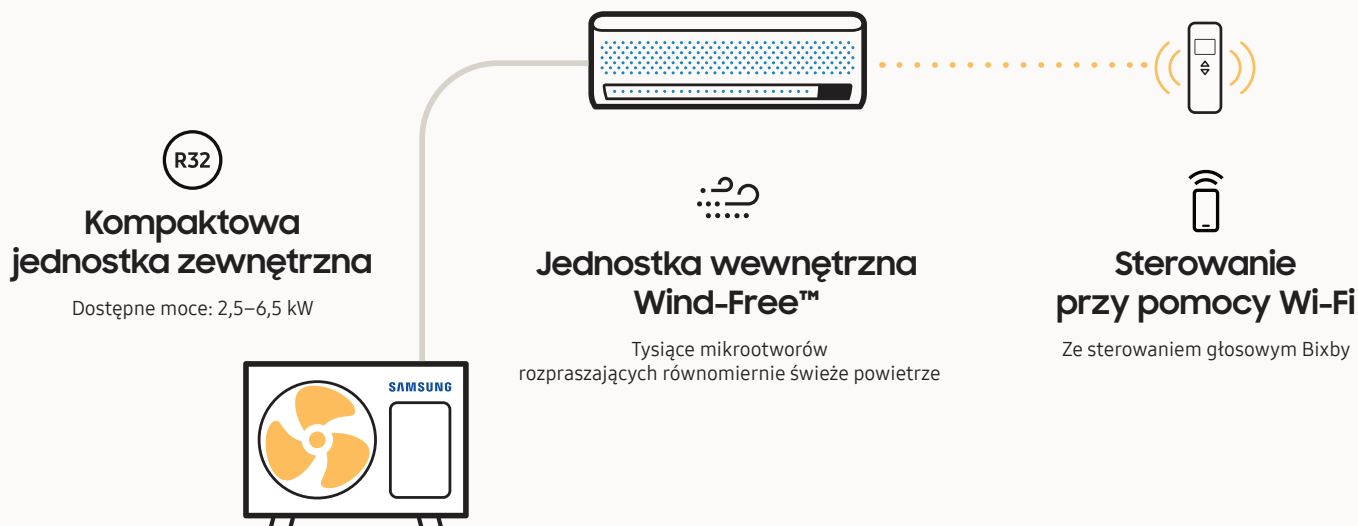 R32
Kompaktowa
jednostka zewnętrzna
Dostępne moce: 2,5–6,5 kW
SAMSUNG
Jednostka wewnętrzna
Wind-Free™
Tysiące mikrootworów
rozpraszających równomiernie świeże powietrze
Sterowanie
przy pomocy Wi-Fi
Ze sterowaniem głosowym Bixby